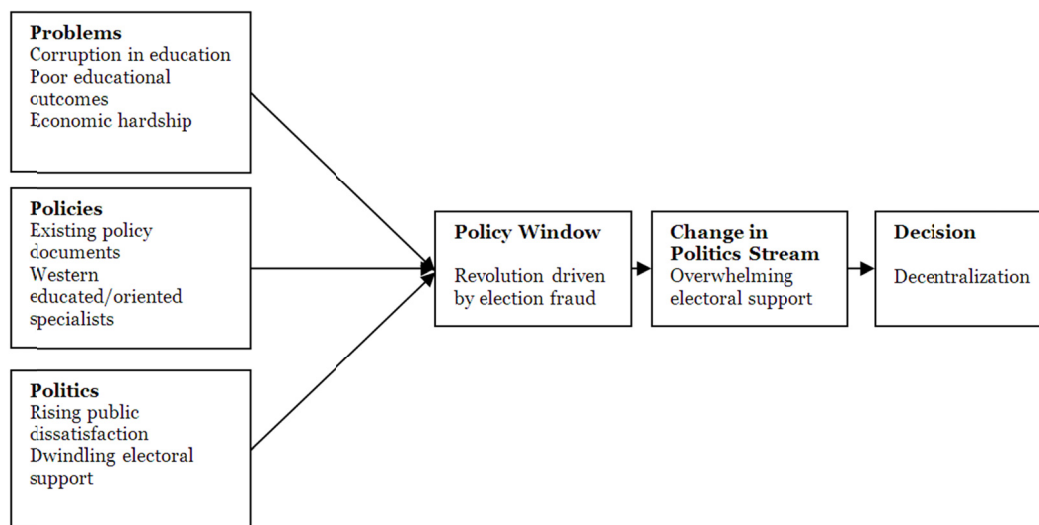 Problems
Corruption in education
Poor educational
outcomes
Economic hardship
Policies
Existing policy
documents
Western
educated/oriented
specialists
Politics
Rising public
dissatisfaction
Dwindling electoral
support
Policy Window
Revolution driven
by election fraud
Change in
Politics Stream
Overwhelming
electoral support
Decision
Decentralization